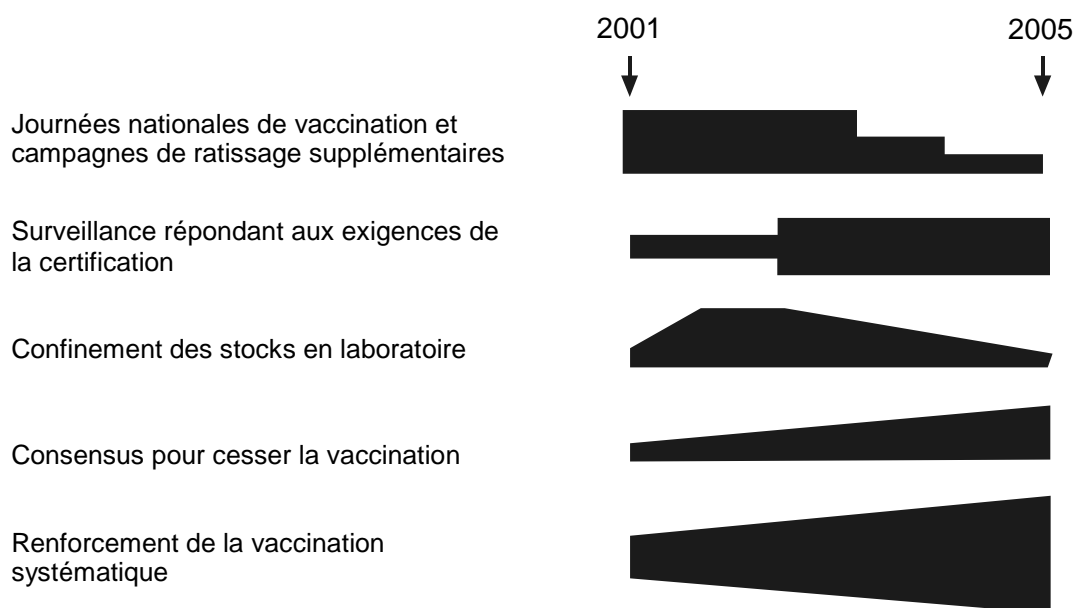 2001 2005
Journées nationales de vaccination et
campagnes de ratissage supplémentaires
Surveillance répondant aux exigences de
la certification
Confinement des stocks en laboratoire
Consensus pour cesser la vaccination
Renforcement de la vaccination
systématique